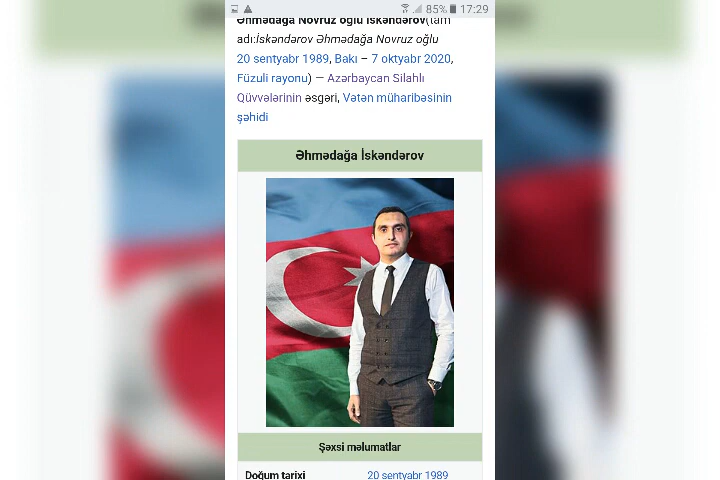 85% 17:29
Əhmədağa Novruz oğlu İskəndərov(tam
adı:İskəndərov Əhmədağa Novruz oğlu
20 sentyabr 1989, Bakı – 7 oktyabr 2020,
Füzuli rayonu) — Azərbaycan Silahlı
Qüvvələrinin əsgəri, Vətən müharibəsinin
şəhidi
Əhmədağa İskəndərov
Şəxsi məlumatlar
Doğum tarixi 20 sentyabr 1989